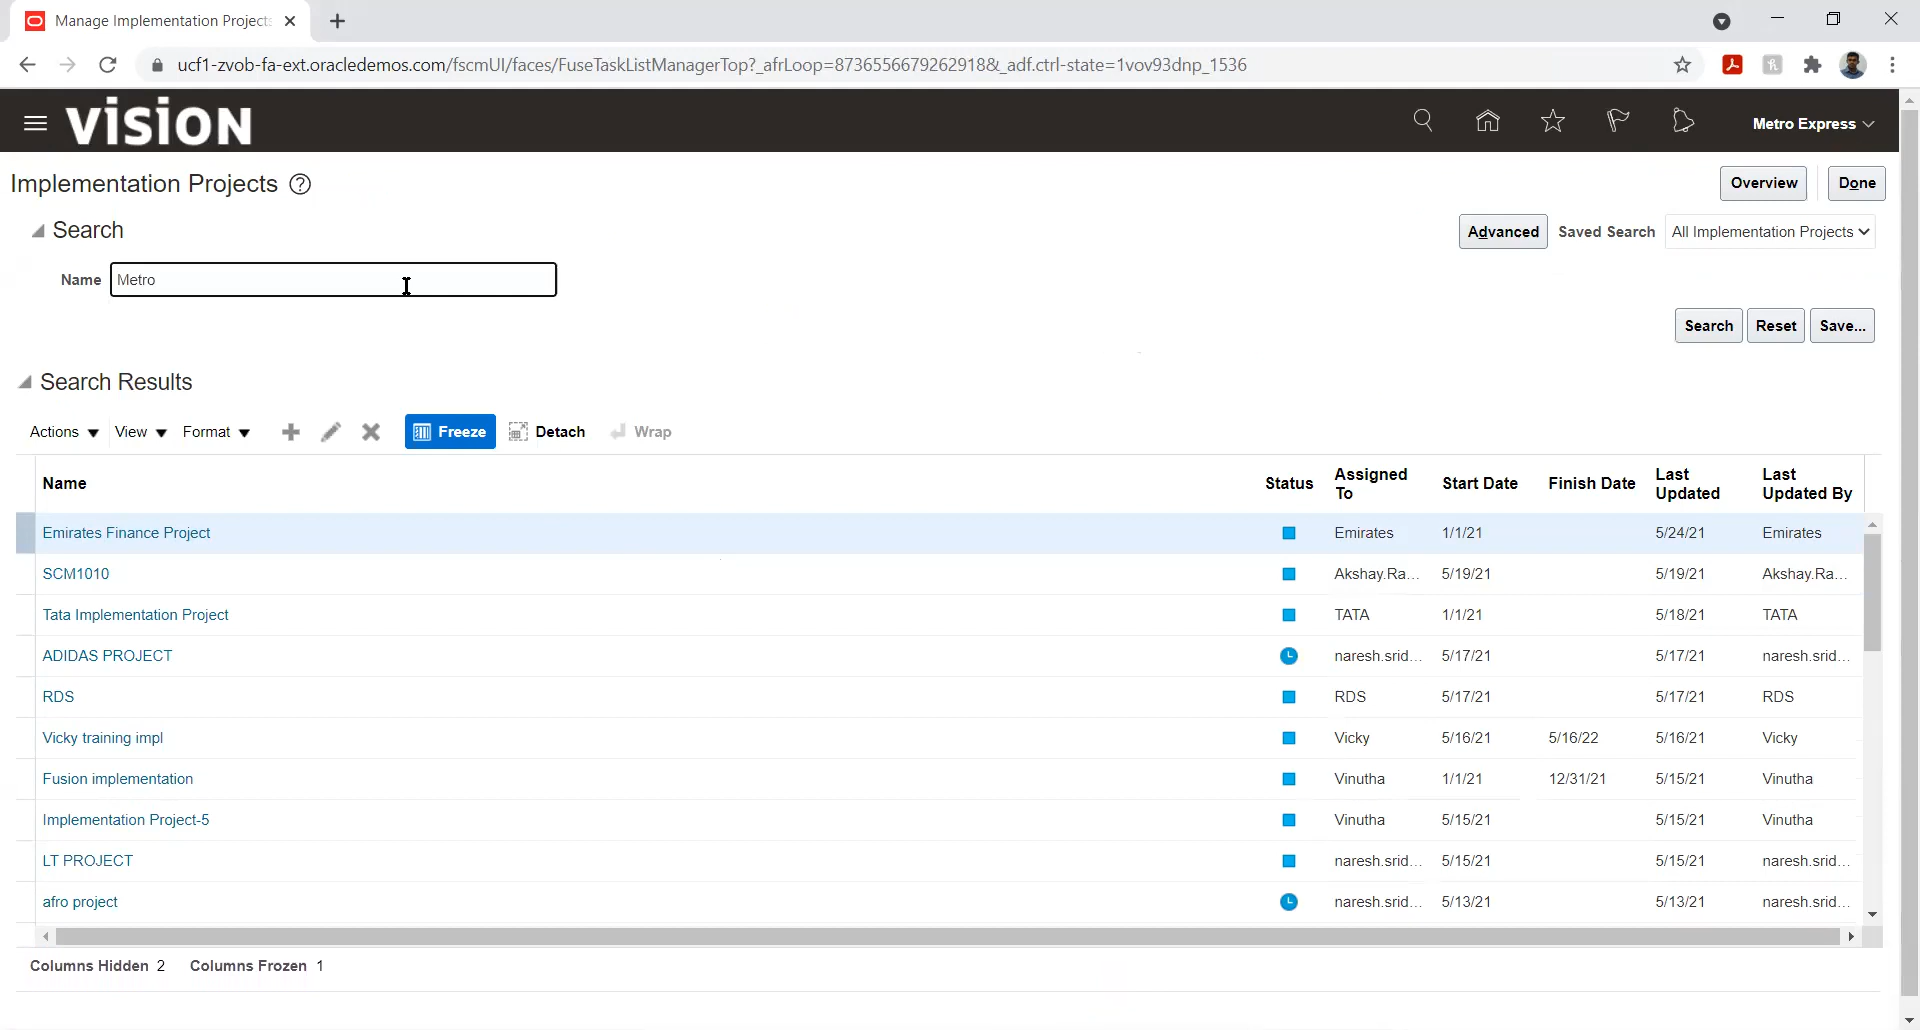 Manage Implementation Projects
ucf1-zvob-fa-ext.oracledemos.com/fscmUI/faces/FuseTaskListManagerTop?_afrLoop=87365566792629188&_adf.ctrl-state=1vov93dnp_1536
VISION
Metro Express
Implementation Projects ?
Overview Done
Search
Advanced Saved Search All Implementation Projects
Name Metro
Search Reset Save...
Search Results
Actions View Format Freeze Detach Wrap
Name Status Assigned To Start Date Finish Date Last Updated Last Updated By
Emirates Finance Project Emirates 1/1/21 5/24/21 Emirates
SCM1010 Akshay.Ra... 5/19/21 5/19/21 Akshay.Ra...
Tata Implementation Project TATA 1/1/21 5/18/21 TATA
ADIDAS PROJECT naresh.srid... 5/17/21 5/17/21 naresh.srid...
RDS RDS 5/17/21 5/17/21 RDS
Vicky training impl Vicky 5/16/21 5/16/22 5/16/21 Vicky
Fusion implementation Vinutha 1/1/21 12/31/21 5/15/21 Vinutha
Implementation Project-5 Vinutha 5/15/21 5/15/21 Vinutha
LT PROJECT naresh.srid... 5/15/21 5/15/21 naresh.srid...
afro project naresh.srid... 5/13/21 5/13/21 naresh.srid...
Columns Hidden 2 Columns Frozen 1